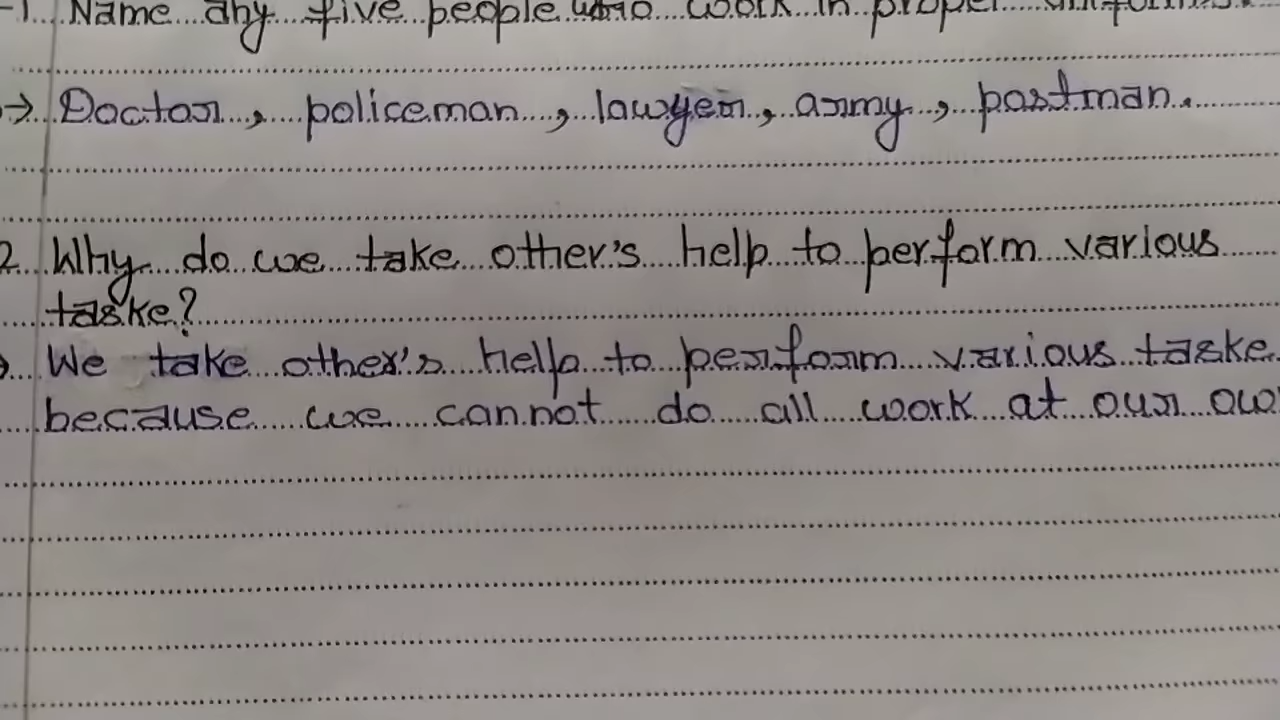 1 Name any five people who work in proper uniforms.
→ Doctor, policeman, lawyer, army, postman.
2. Why do we take other's help to perform various
taske?
We take other's help to perform various taske
because we cannot do all work at our